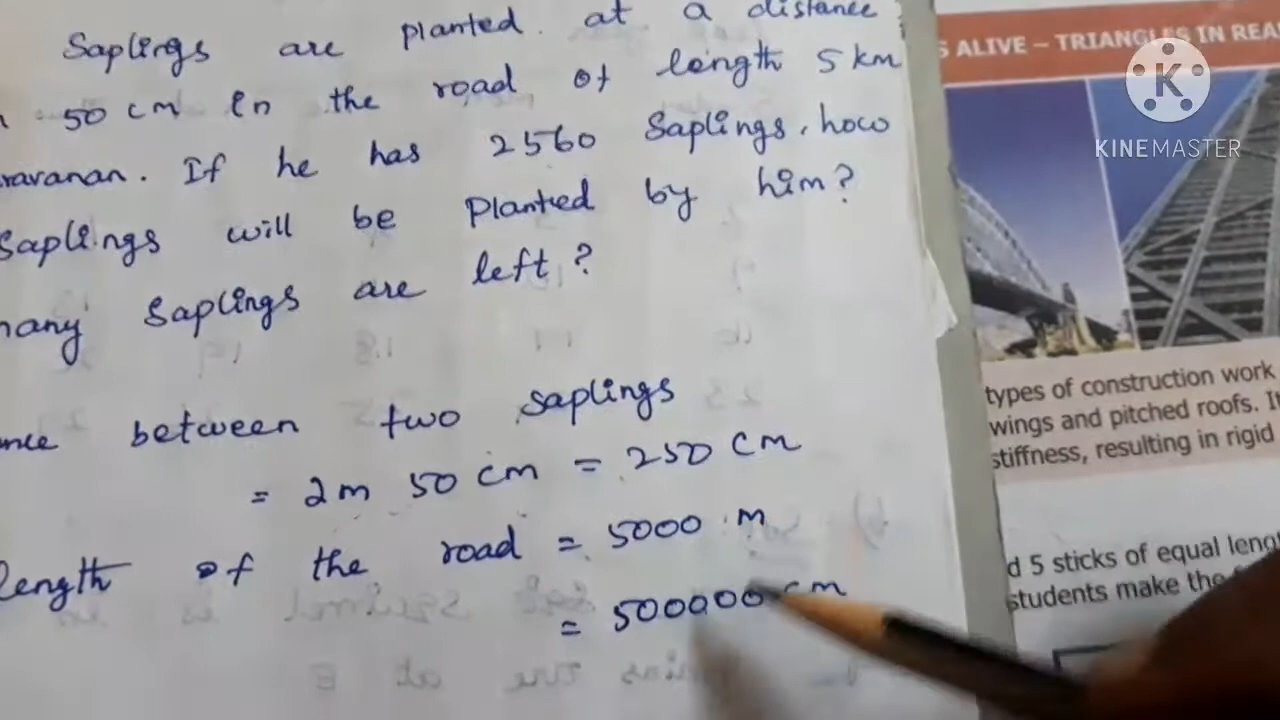 Saplings are planted at a distance
50 cm in the road of length 5 km
ravanan. If he has 2560 Saplings, how
Saplings will be planted by him?
many Saplings are left?
between two saplings
= 2m 50 cm = 250 cm
length of the road = 5000 m
= 500000 cm
S ALIVE – TRIANGLES IN REA
K
KINEMASTER
types of construction work
wings and pitched roofs. It
stiffness, resulting in rigid
d 5 sticks of equal leng
students make the